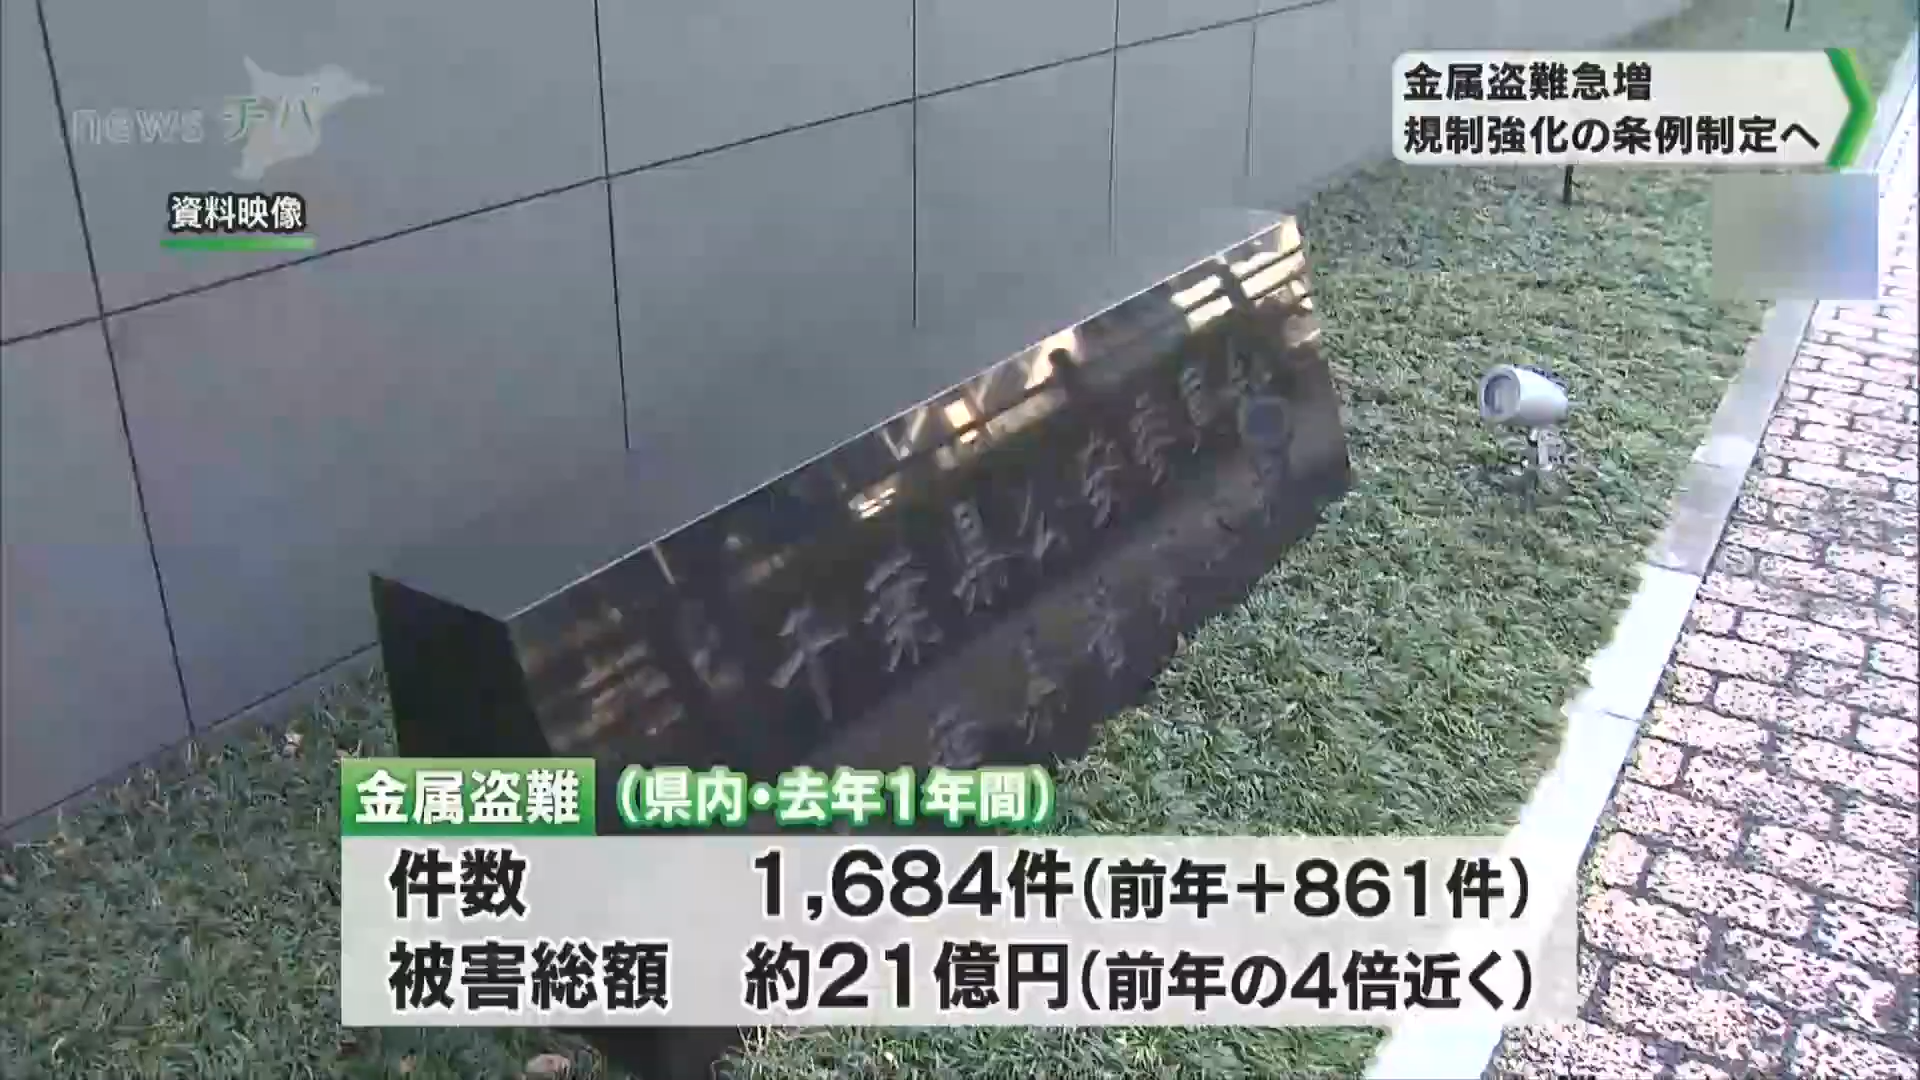 news チバ
資料映像
金属盗難急増
規制強化の条例制定へ
千葉県
金属盗難 (県内・去年1年間)
件数 1,684件(前年+861件)
被害総額 約21億円(前年の4倍近く)